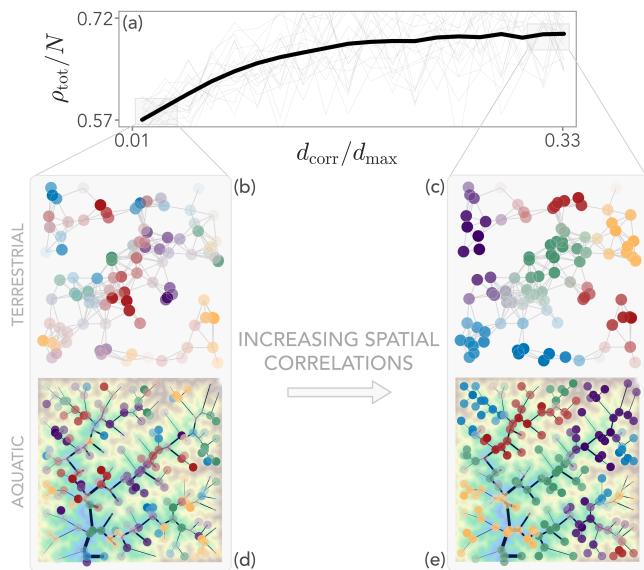 0.72
(a)
ρtot/N
0.57
0.01
0.33
dcorr/dmax
(b)
(c)
TERRESTRIAL
INCREASING SPATIAL
CORRELATIONS
AQUATIC
(d)
(e)